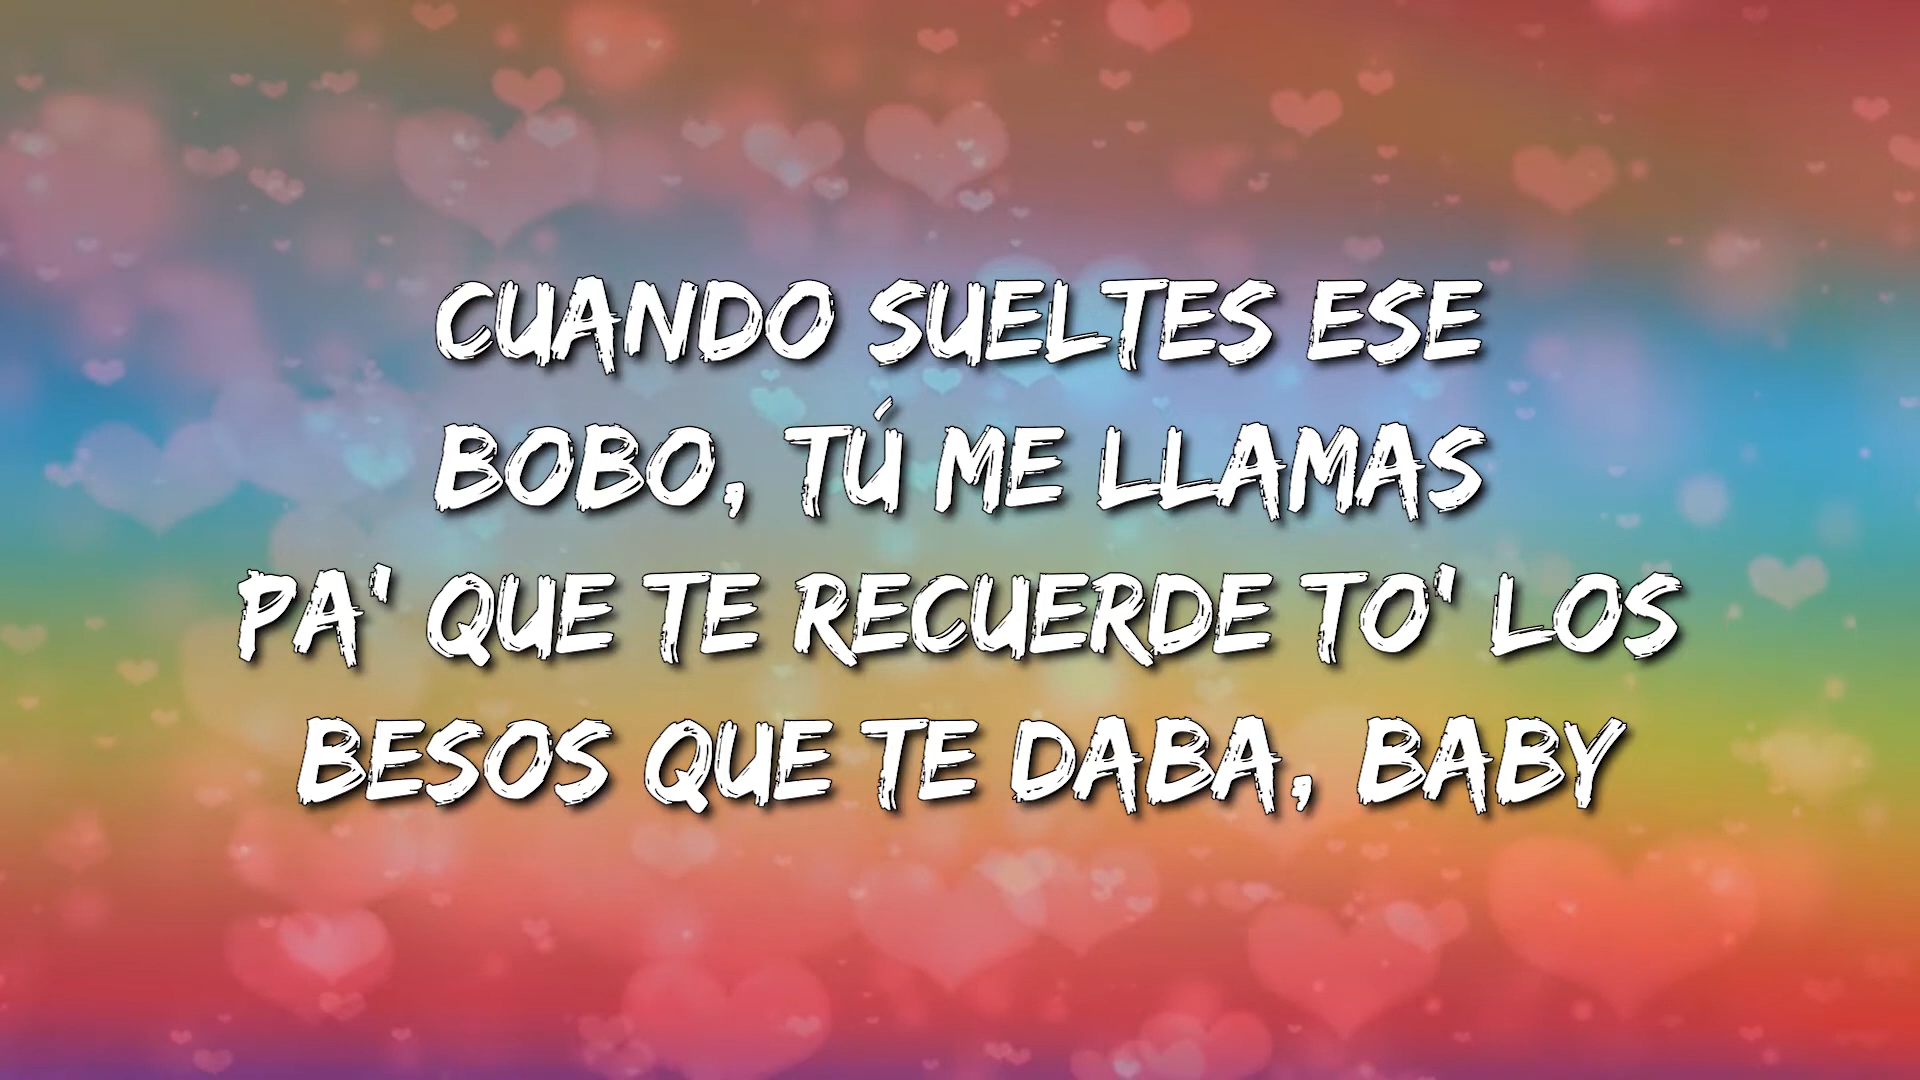 CUANDO SUELTES ESE
BOBO, TÚ ME LLAMAS
PA' QUE TE RECUERDE TO' LOS
BESOS QUE TE DABA, BABY